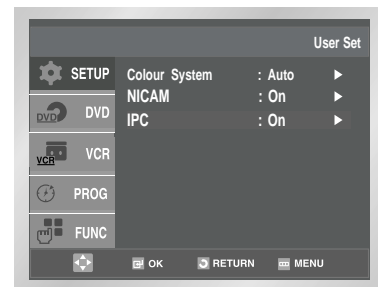 User Set
SETUP
Colour System : Auto ►
NICAM : On ►
IPC : On ►
DVD DVD
VCR VCR
PROG
FUNC
OK RETURN MENU